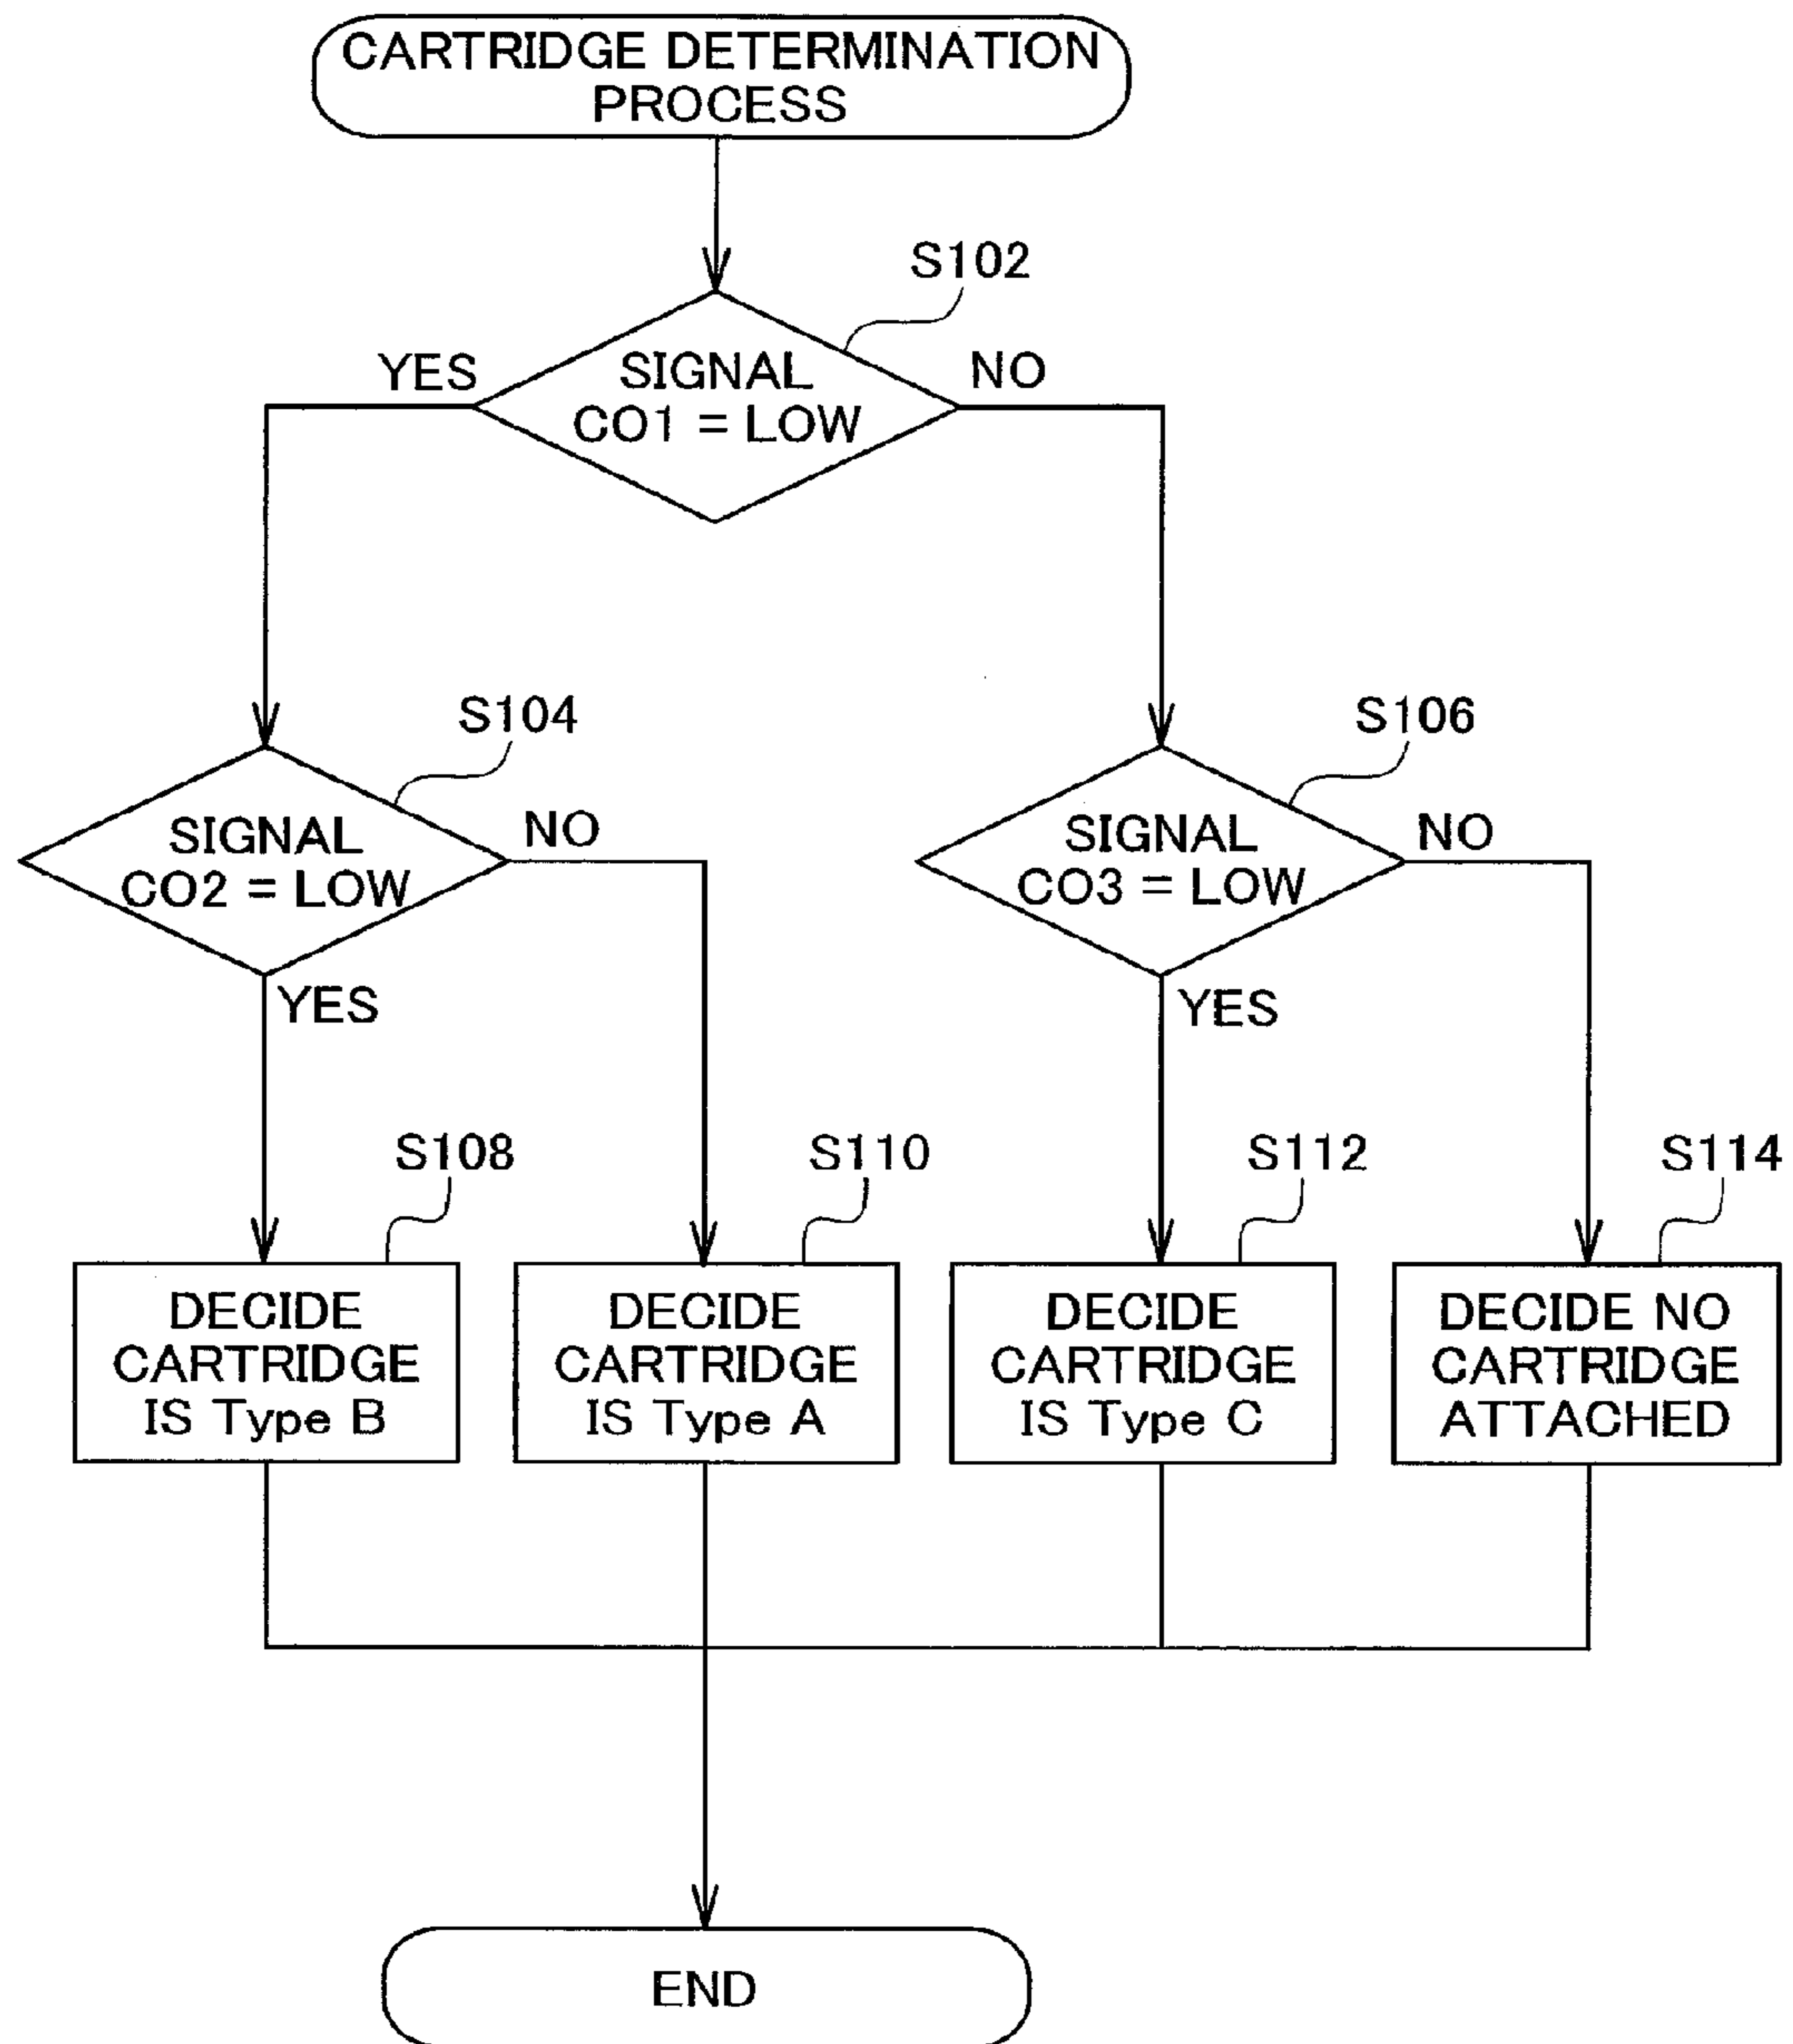 CARTRIDGE DETERMINATION
PROCESS
S102
YES
SIGNAL
CO1 = LOW
NO
S104
SIGNAL
CO2 = LOW
NO
YES
S106
SIGNAL
CO3 = LOW
NO
YES
S108
DECIDE
CARTRIDGE
IS Type B
S110
DECIDE
CARTRIDGE
IS Type A
S112
DECIDE
CARTRIDGE
IS Type C
S114
DECIDE NO
CARTRIDGE
ATTACHED
END